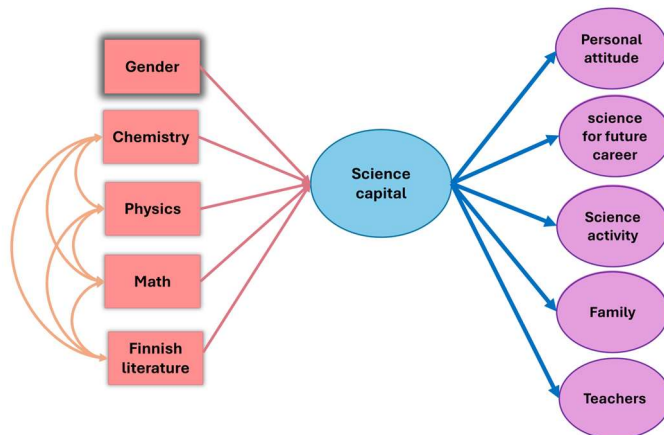 Gender
Chemistry
Physics
Math
Finnish
literature
Science
capital
Personal
attitude
science
for future
career
Science
activity
Family
Teachers